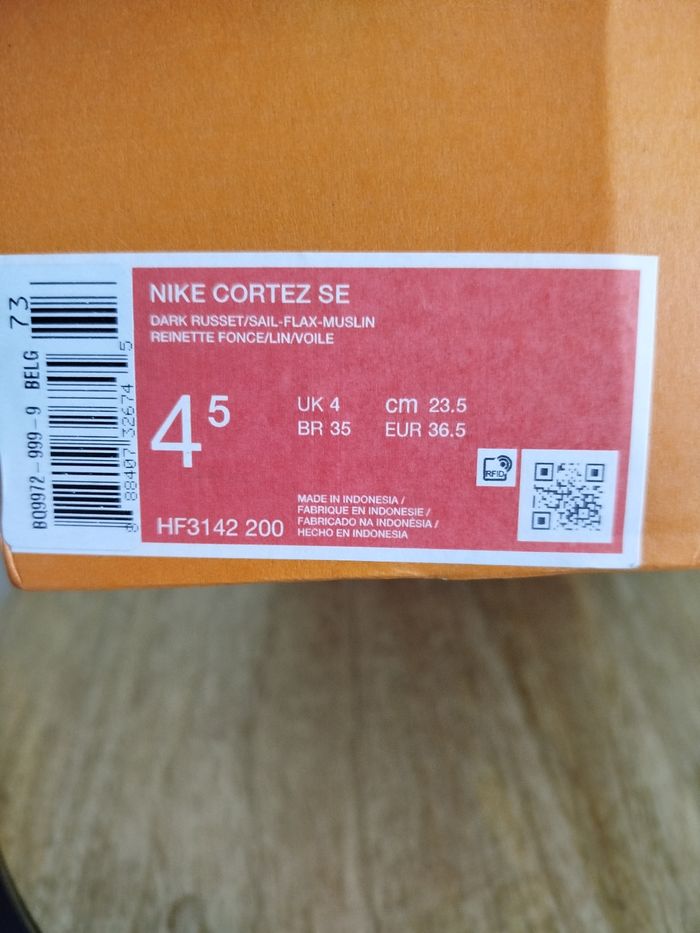 NIKE CORTEZ SE
DARK RUSSET/SAIL-FLAX-MUSLIN
REINETTE FONCE/LIN/VOILE
4 5
UK 4
cm 23.5
BR 35
EUR 36.5
RFID
HF3142 200
MADE IN INDONESIA /
FABRIQUE EN INDONESIE /
FABRICADO NA INDONÉSIA /
HECHO EN INDONESIA
BQ9972-999-9 BELG 73
88407 32674 5